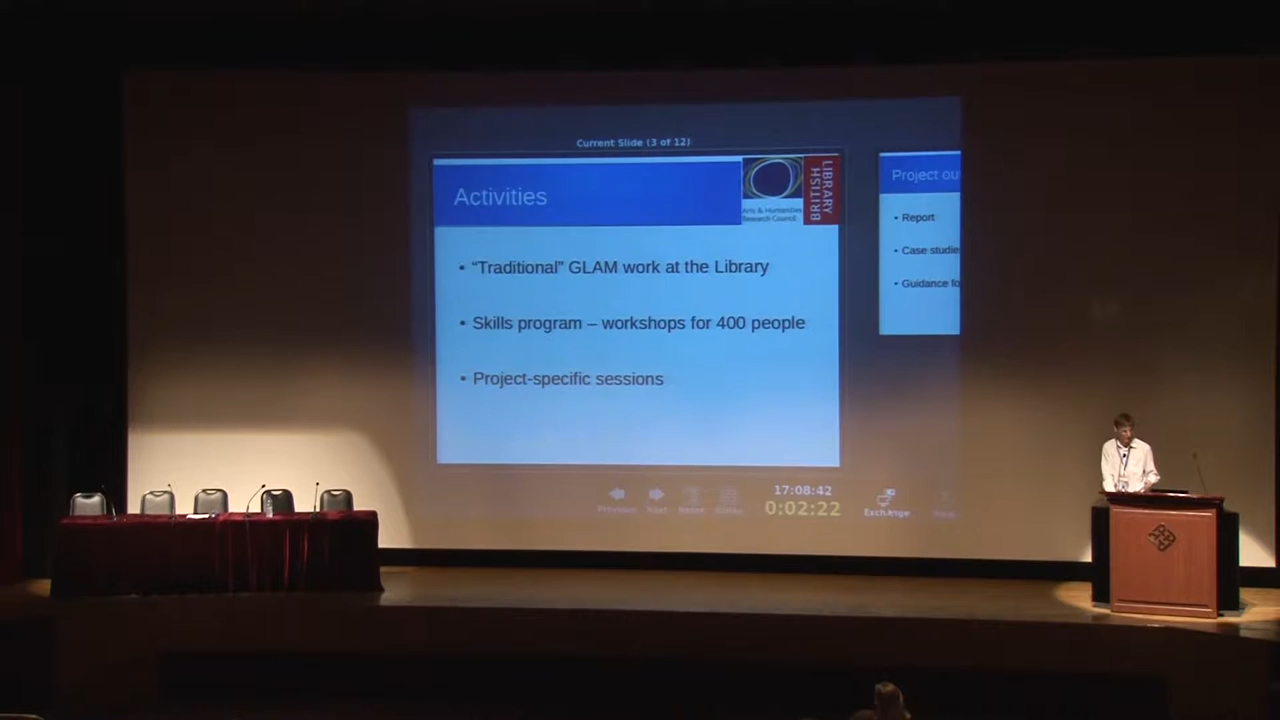 Current Slide (3 of 12)
Activities
Arts & Humanities
Research Council
BRITISH
LIBRARY
• “Traditional” GLAM work at the Library
• Skills program – workshops for 400 people
• Project-specific sessions
Project ou
• Report
• Case studie
• Guidance fo
17:08:42
0:02:22
Previous
Next
Exchange